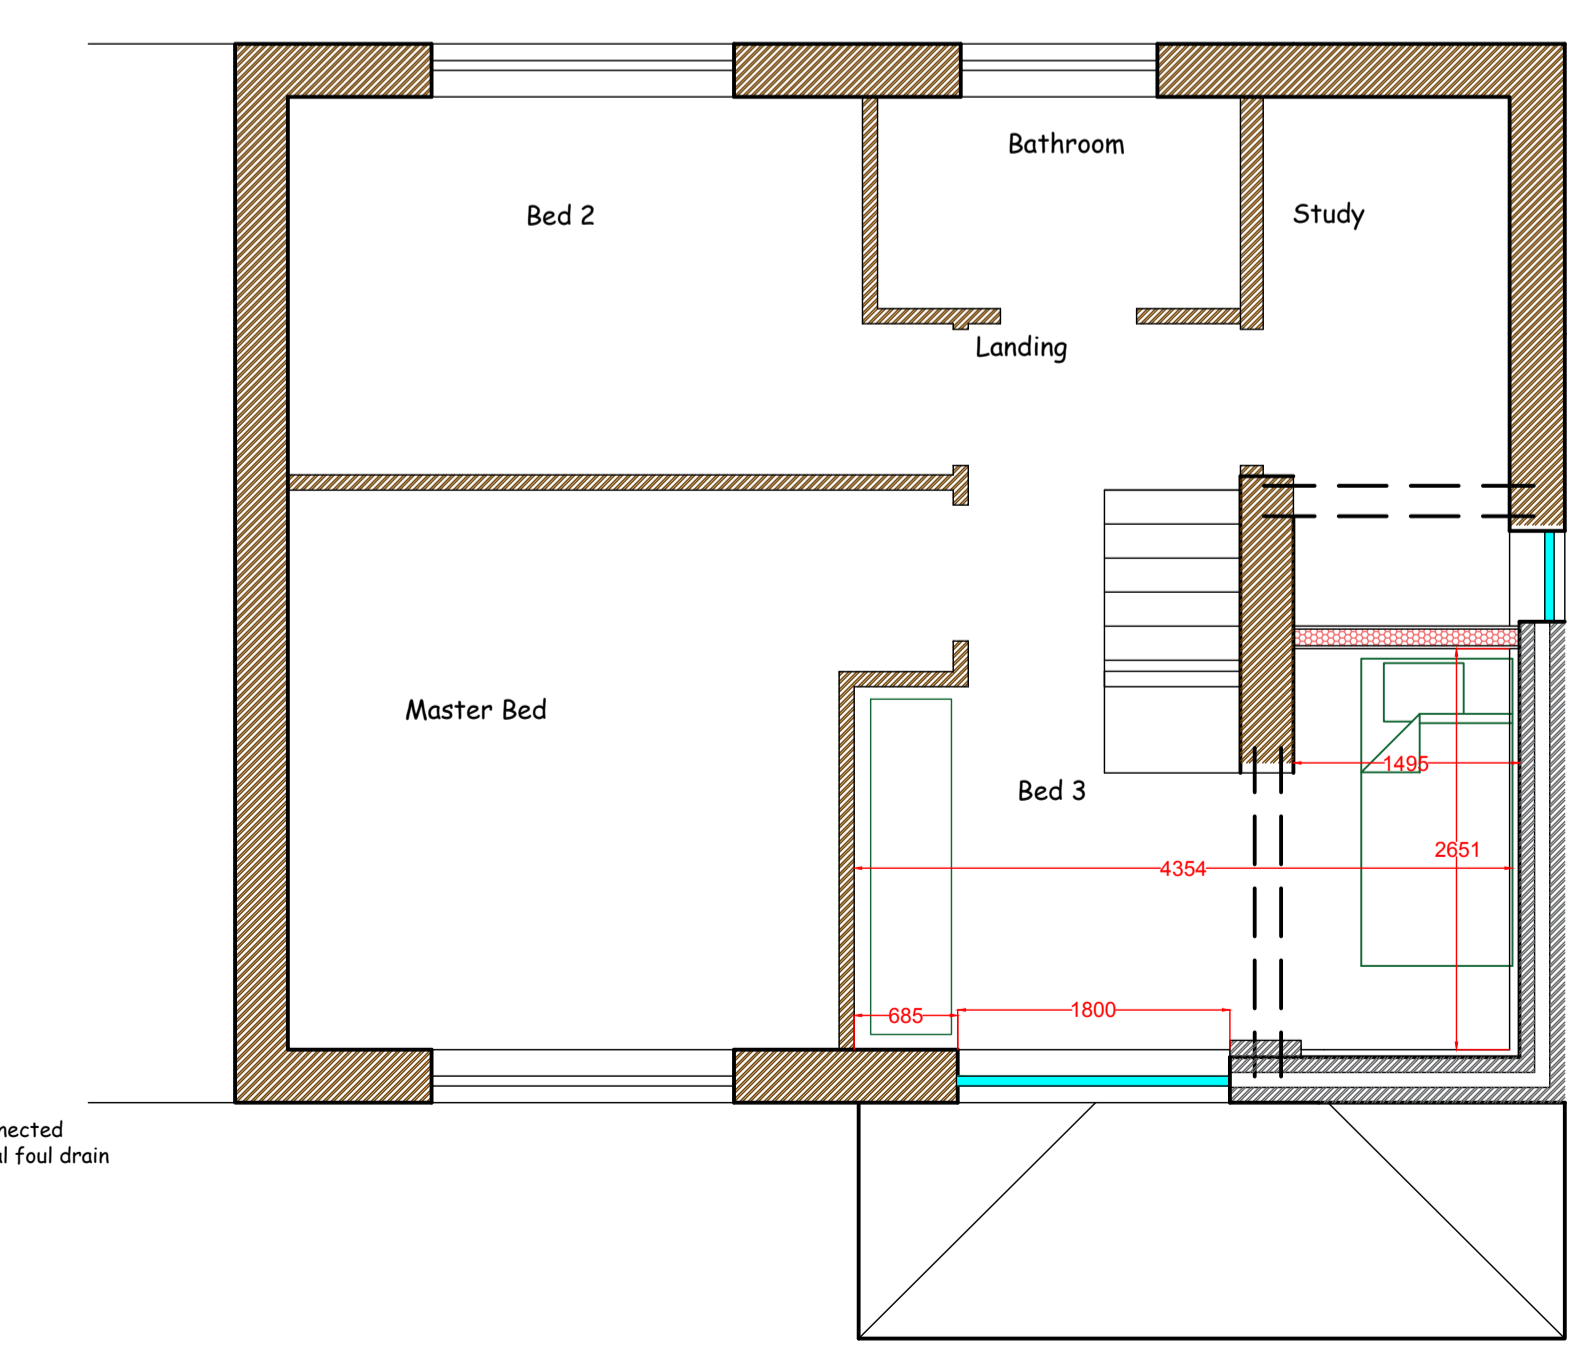 Bathroom
Bed 2
Study
Landing
Master Bed
1495
Bed 3
2651
4354
1800
685
nected
l foul drain